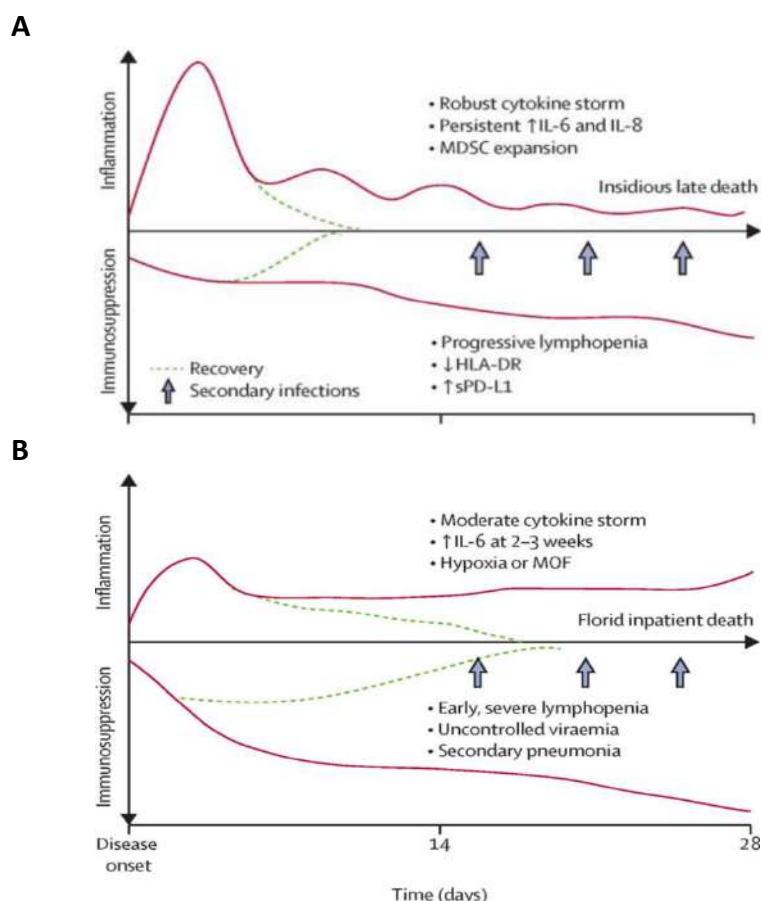 A
Inflammation
• Robust cytokine storm
• Persistent ↑IL-6 and IL-8
• MDSC expansion
Insidious late death
Immunosuppression
Recovery
Secondary infections
• Progressive lymphopenia
• ↓HLA-DR
• ↑sPD-L1
B
Inflammation
• Moderate cytokine storm
• ↑IL-6 at 2–3 weeks
• Hypoxia or MOF
Florid inpatient death
Immunosuppression
• Early, severe lymphopenia
• Uncontrolled viraemia
• Secondary pneumonia
Disease
onset
14
28
Time (days)